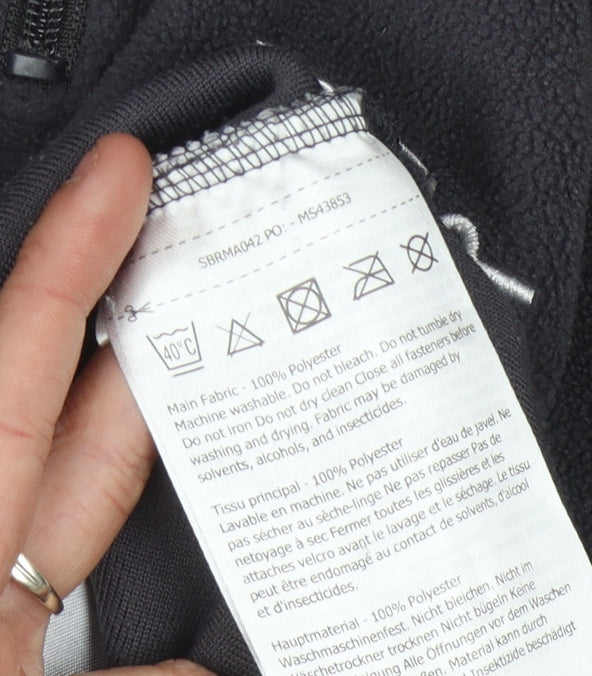 SBRMA042 PO: - MS43853
40°C
Main Fabric - 100% Polyester
Machine washable. Do not bleach. Do not tumble dry
Do not iron Do not dry clean Close all fasteners before
washing and drying. Fabric may be damaged by
solvents, alcohols, and insecticides.
Tissu principal - 100% Polyester
Lavable en machine. Ne pas utiliser d'eau de javel. Ne
pas sécher au sèche-linge Ne pas repasser Pas de
netoyage à sec Fermer toutes les glissières et les
attaches velcro avant le lavage et le séchage. Le tissu
peut être endomagé au contact de solvents, d'alcool
et d'insecticides.
Hauptmaterial - 100% Polyester
Waschmaschinenfest. Nicht bleichen. Nicht im
Wäschetrockner trocknen Nicht bügeln Keine
Alle Öffnungen vor dem Waschen
Material kann durch
Insektizide beschädigt